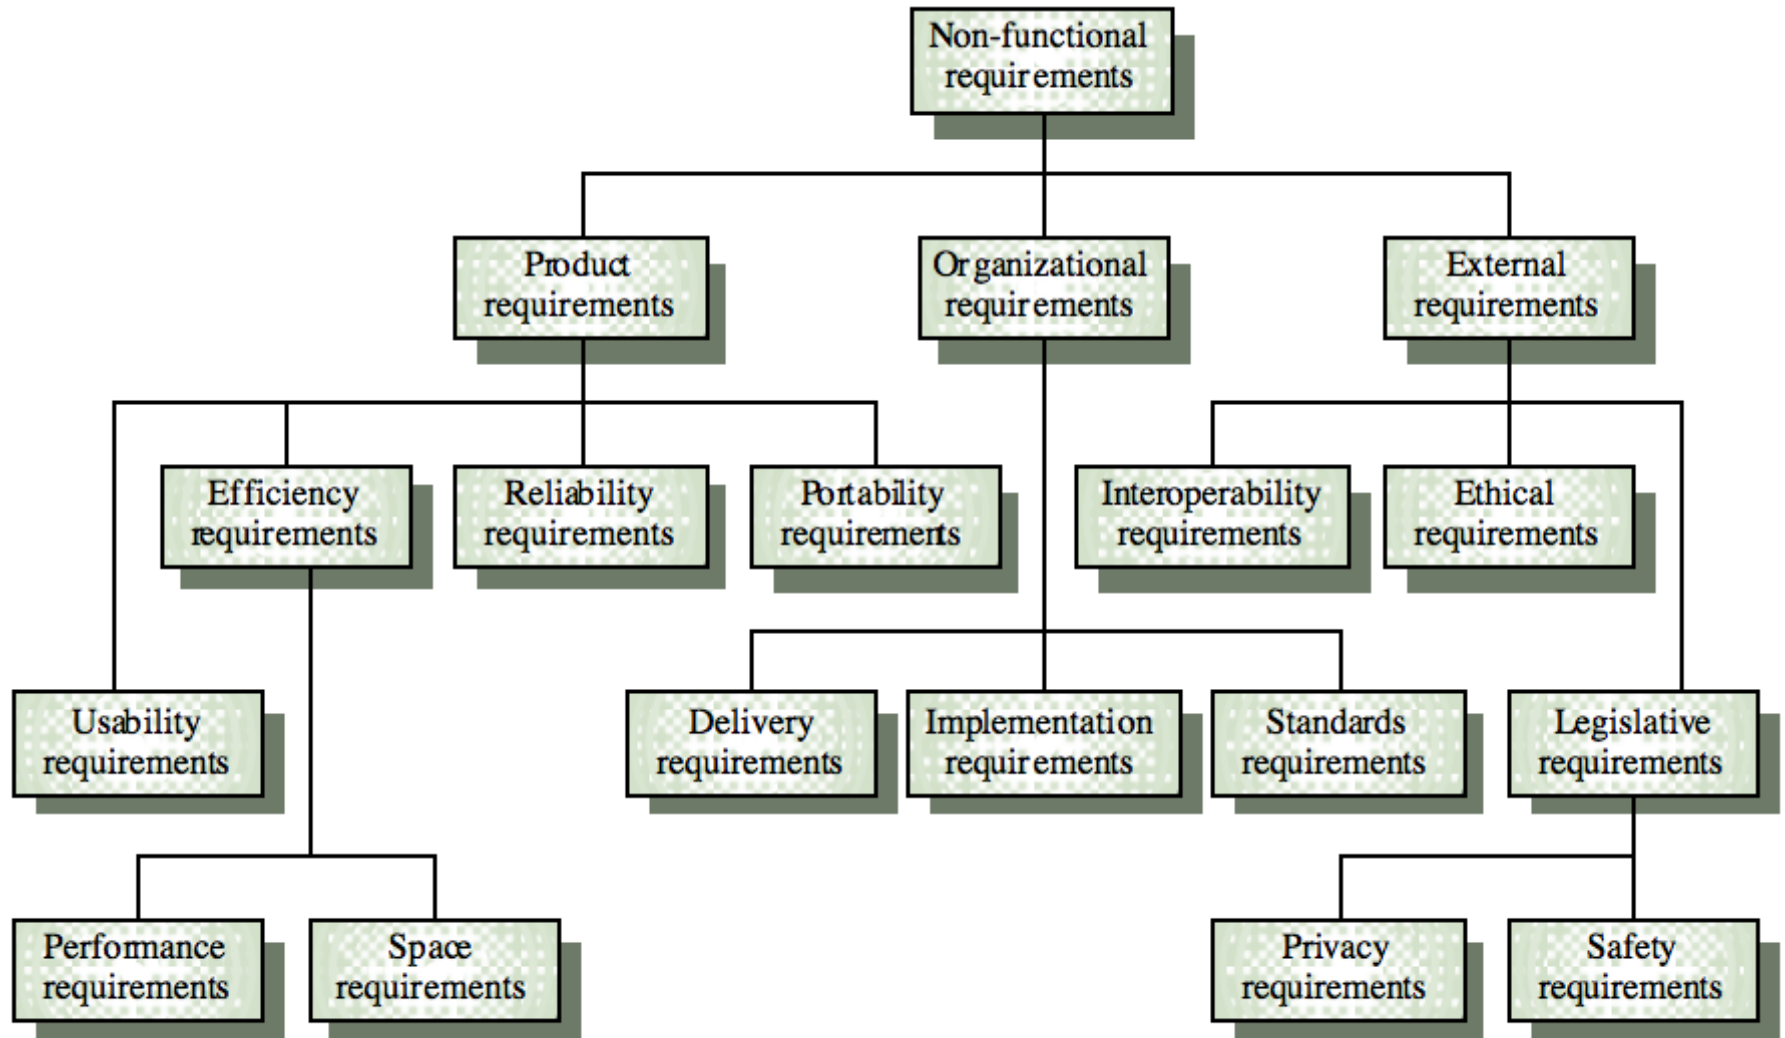 Non-functional
requirements
Product
requirements
Organizational
requirements
External
requirements
Efficiency
requirements
Reliability
requirements
Portability
requirements
Interoperability
requirements
Ethical
requirements
Usability
requirements
Delivery
requirements
Implementation
requirements
Standards
requirements
Legislative
requirements
Performance
requirements
Space
requirements
Privacy
requirements
Safety
requirements